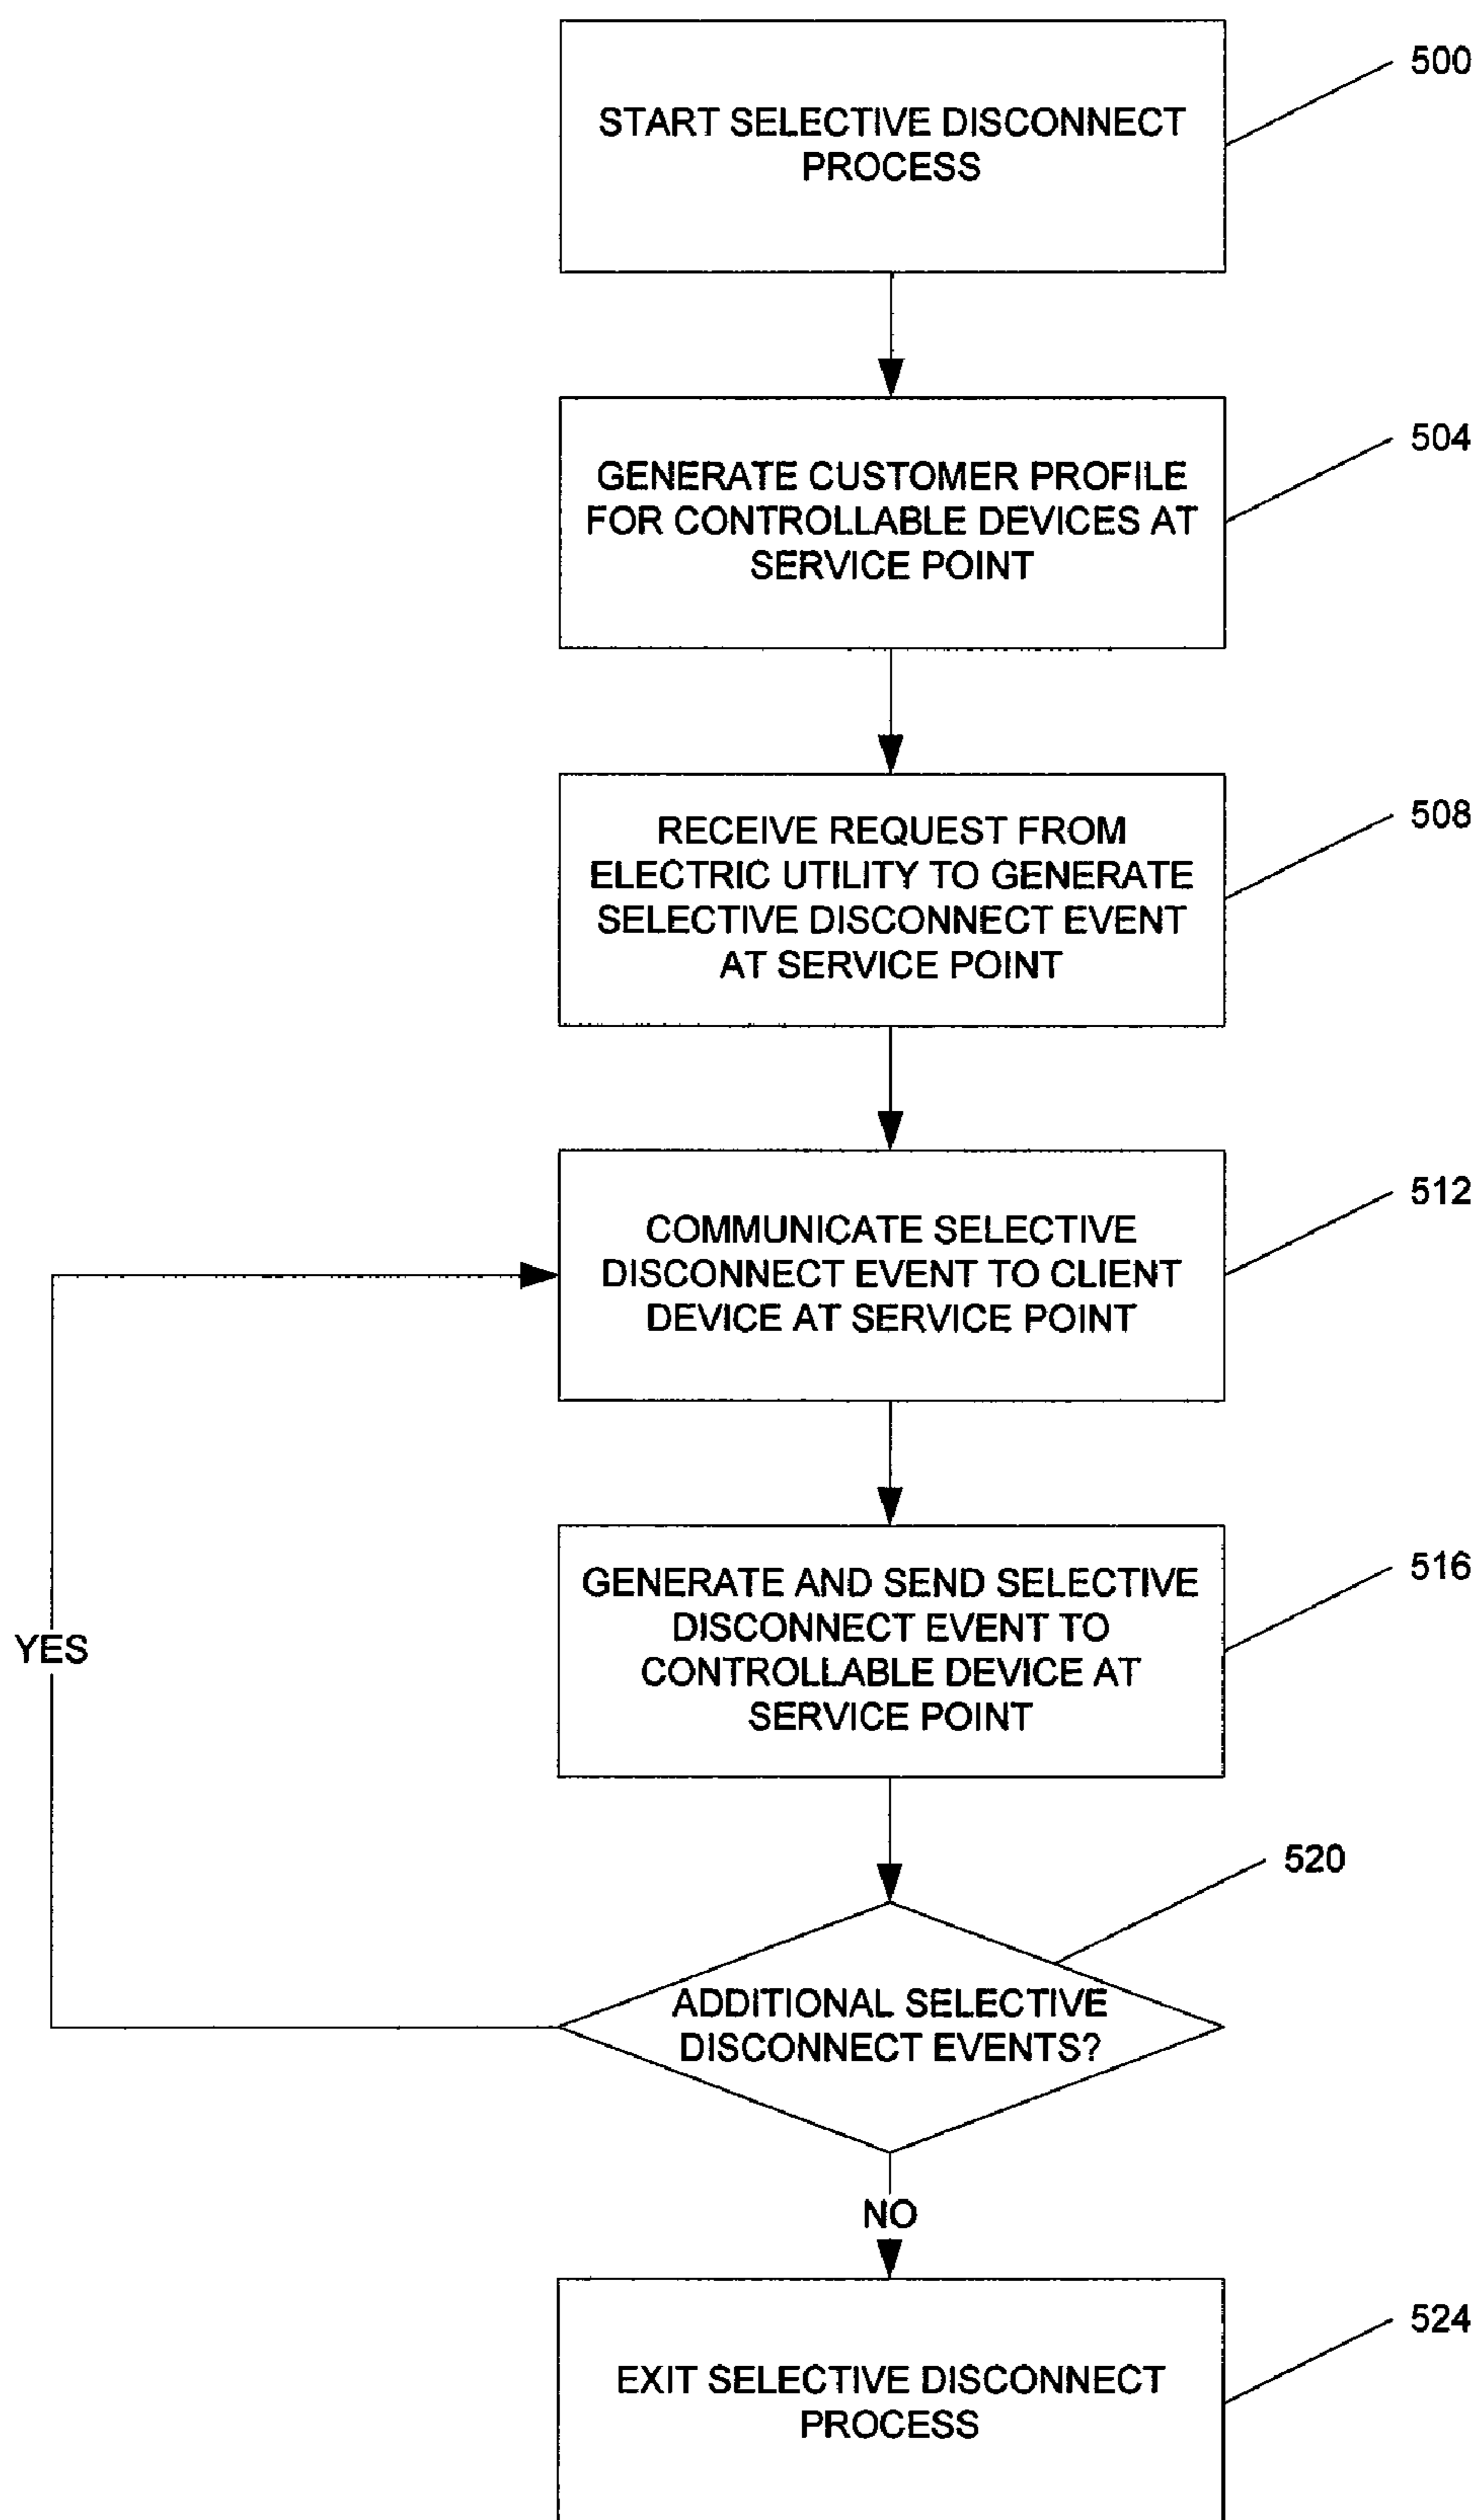 500
START SELECTIVE DISCONNECT
PROCESS
504
GENERATE CUSTOMER PROFILE
FOR CONTROLLABLE DEVICES AT
SERVICE POINT
508
RECEIVE REQUEST FROM
ELECTRIC UTILITY TO GENERATE
SELECTIVE DISCONNECT EVENT
AT SERVICE POINT
512
COMMUNICATE SELECTIVE
DISCONNECT EVENT TO CLIENT
DEVICE AT SERVICE POINT
516
GENERATE AND SEND SELECTIVE
DISCONNECT EVENT TO
CONTROLLABLE DEVICE AT
SERVICE POINT
YES
520
ADDITIONAL SELECTIVE
DISCONNECT EVENTS?
NO
524
EXIT SELECTIVE DISCONNECT
PROCESS